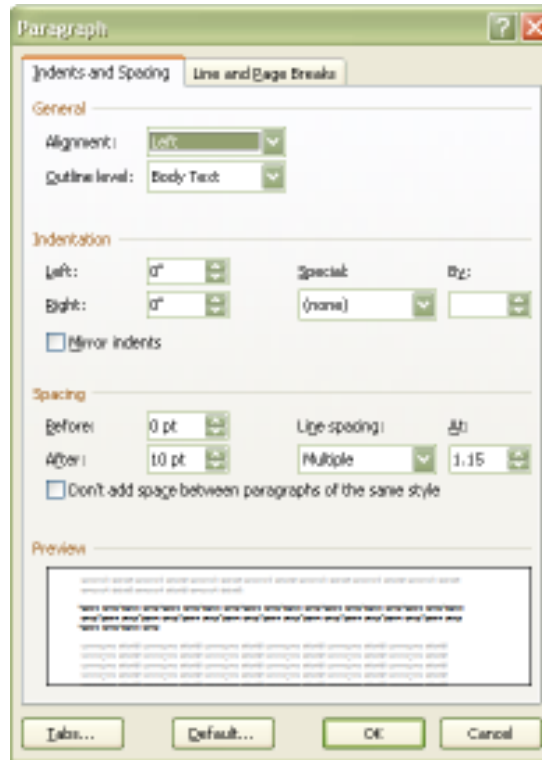 Paragraph
Indents and Spacing Line and Page Breaks
General
Alignment: Left
Outline level: Body Text
Indentation
Left: 0" Special: By:
Right: 0" (none)
Mirror indents
Spacing
Before: 0 pt Line spacing: At:
After: 10 pt Multiple 1.15
Don't add space between paragraphs of the same style
Preview
Tabs... Default... OK Cancel